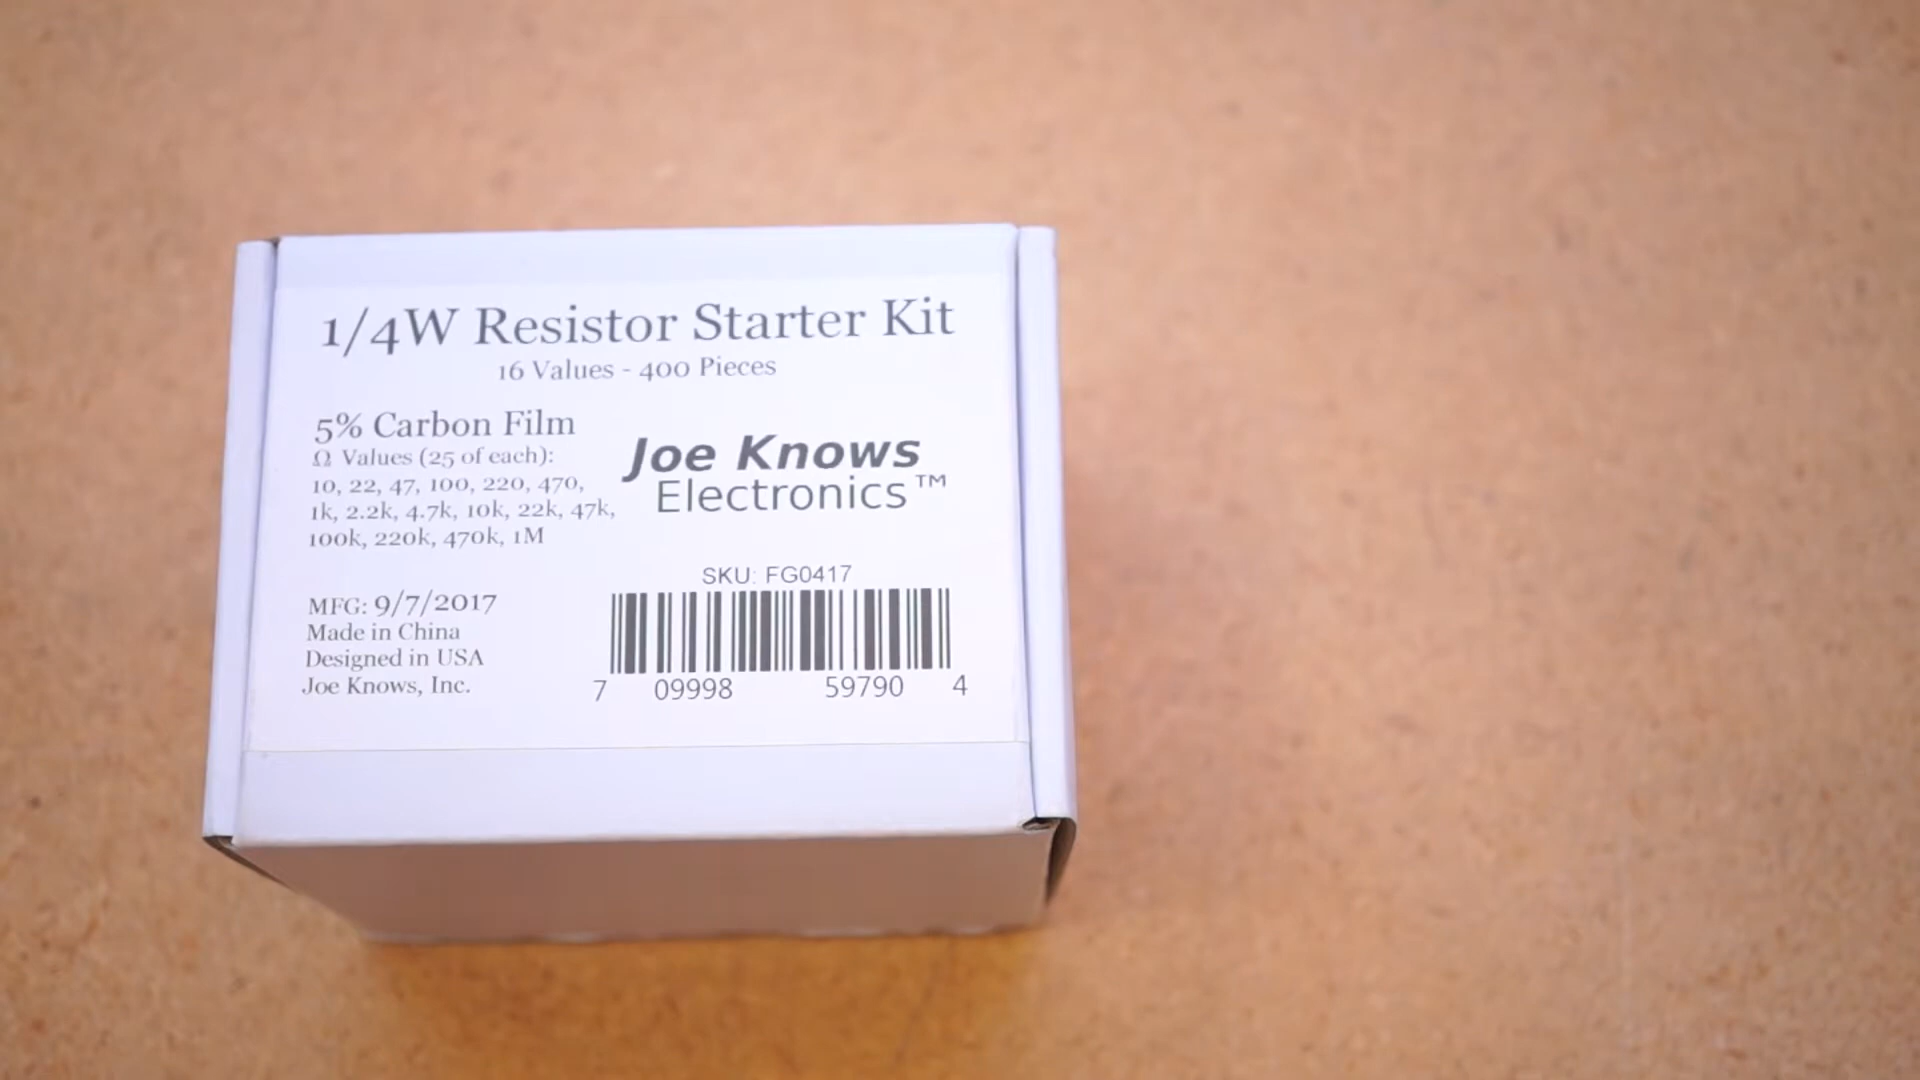 1/4W Resistor Starter Kit
16 Values - 400 Pieces
5% Carbon Film
Ω Values (25 of each):
10, 22, 47, 100, 220, 470,
1k, 2.2k, 4.7k, 10k, 22k, 47k,
100k, 220k, 470k, 1M
Joe Knows
Electronics™
MFG: 9/7/2017
Made in China
Designed in USA
Joe Knows, Inc.
SKU: FG0417
7 09998 59790 4